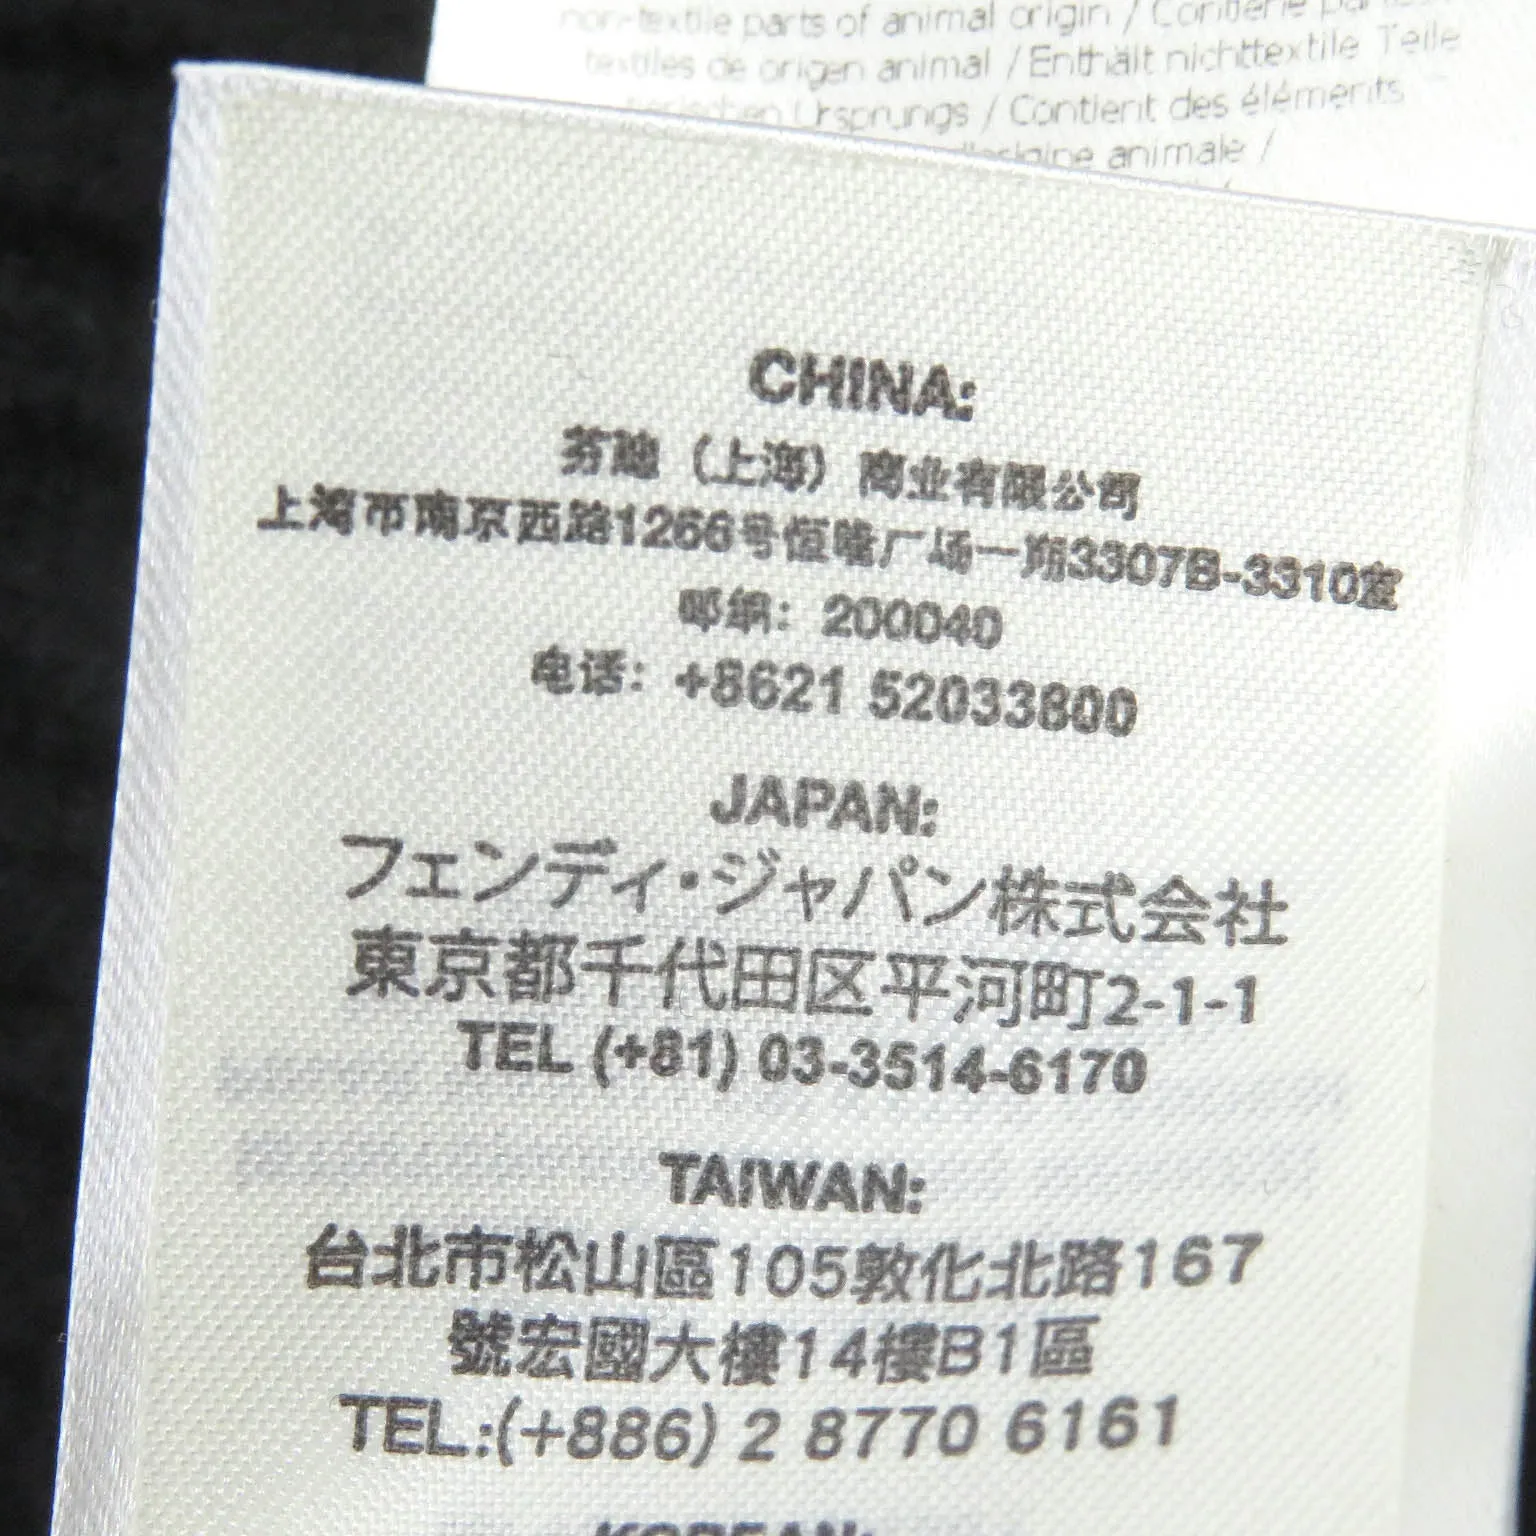 non-textile parts of animal origin / Contiene
textiles de origen animal / Enthält nichttextile Teile
Ursprungs / Contient des éléments
d'origine animale /
CHINA:
芬迪（上海）商业有限公司
上海市南京西路1266号恒隆广场一期3307B-3310室
邮编：200040
电话：+8621 52033800
JAPAN:
フェンディ・ジャパン株式会社
東京都千代田区平河町2-1-1
TEL (+81) 03-3514-6170
TAIWAN:
台北市松山區105敦化北路167
號宏國大樓14樓B1區
TEL.:(+886) 2 8770 6161
KOREAN: